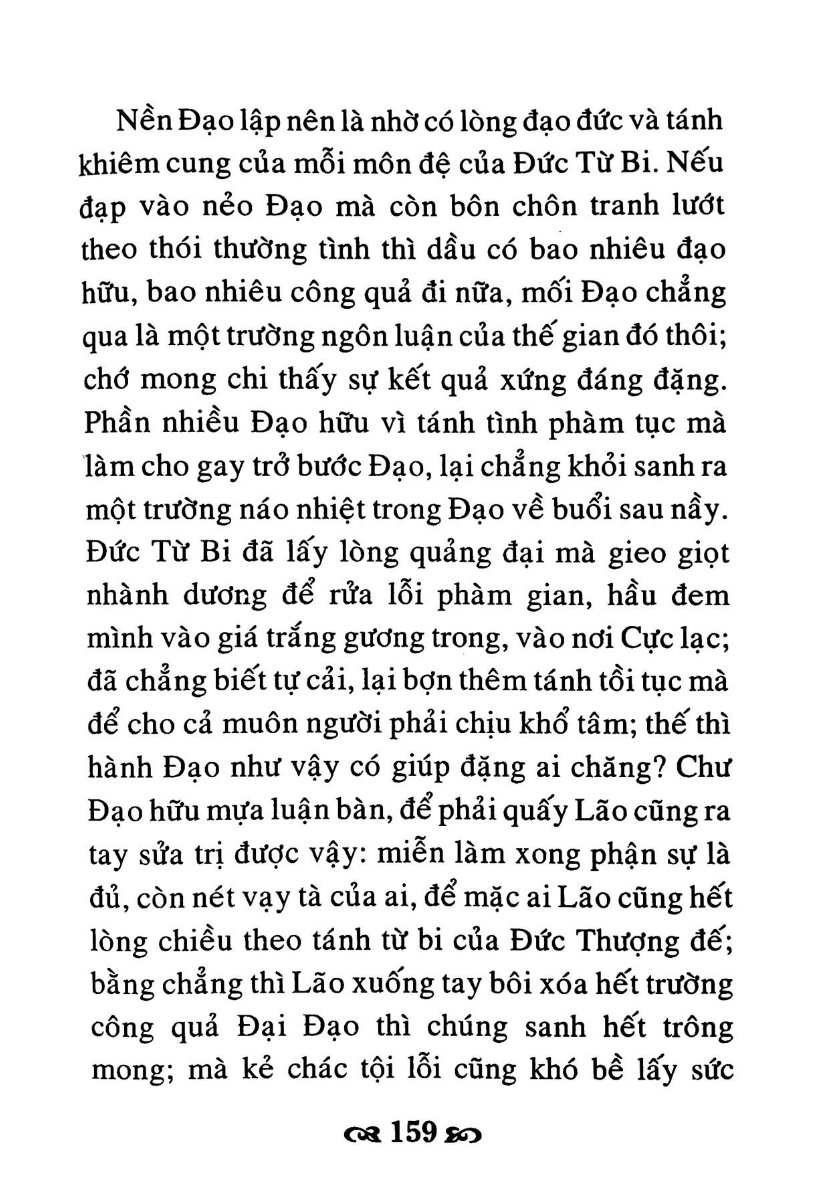 Nền Đạo lập nên là nhờ có lòng đạo đức và tánh
khiêm cung của mỗi môn đệ của Đức Từ Bi. Nếu
đạp vào nẻo Đạo mà còn bôn chôn tranh lướt
theo thói thường tình thì dầu có bao nhiêu đạo
hữu, bao nhiêu công quả đi nữa, mối Đạo chẳng
qua là một trường ngôn luận của thế gian đó thôi;
chớ mong chi thấy sự kết quả xứng đáng đặng.
Phần nhiều Đạo hữu vì tánh tình phàm tục mà
làm cho gay trở bước Đạo, lại chẳng khỏi sanh ra
một trường náo nhiệt trong Đạo về buổi sau nầy.
Đức Từ Bi đã lấy lòng quảng đại mà gieo giọt
nhành dương để rửa lỗi phàm gian, hầu đem
mình vào giá trắng gương trong, vào nơi Cực lạc;
đã chẳng biết tự cải, lại bợn thêm tánh tồi tục mà
để cho cả muôn người phải chịu khổ tâm; thế thì
hành Đạo như vậy có giúp đặng ai chăng? Chư
Đạo hữu mựa luận bàn, để phải quấy Lão cũng ra
tay sửa trị được vậy: miễn làm xong phận sự là
đủ, còn nét vạy tà của ai, để mặc ai Lão cũng hết
lòng chiều theo tánh từ bi của Đức Thượng đế;
bằng chẳng thì Lão xuống tay bôi xóa hết trường
công quả Đại Đạo thì chúng sanh hết trông
mong; mà kẻ chác tội lỗi cũng khó bề lấy sức
159